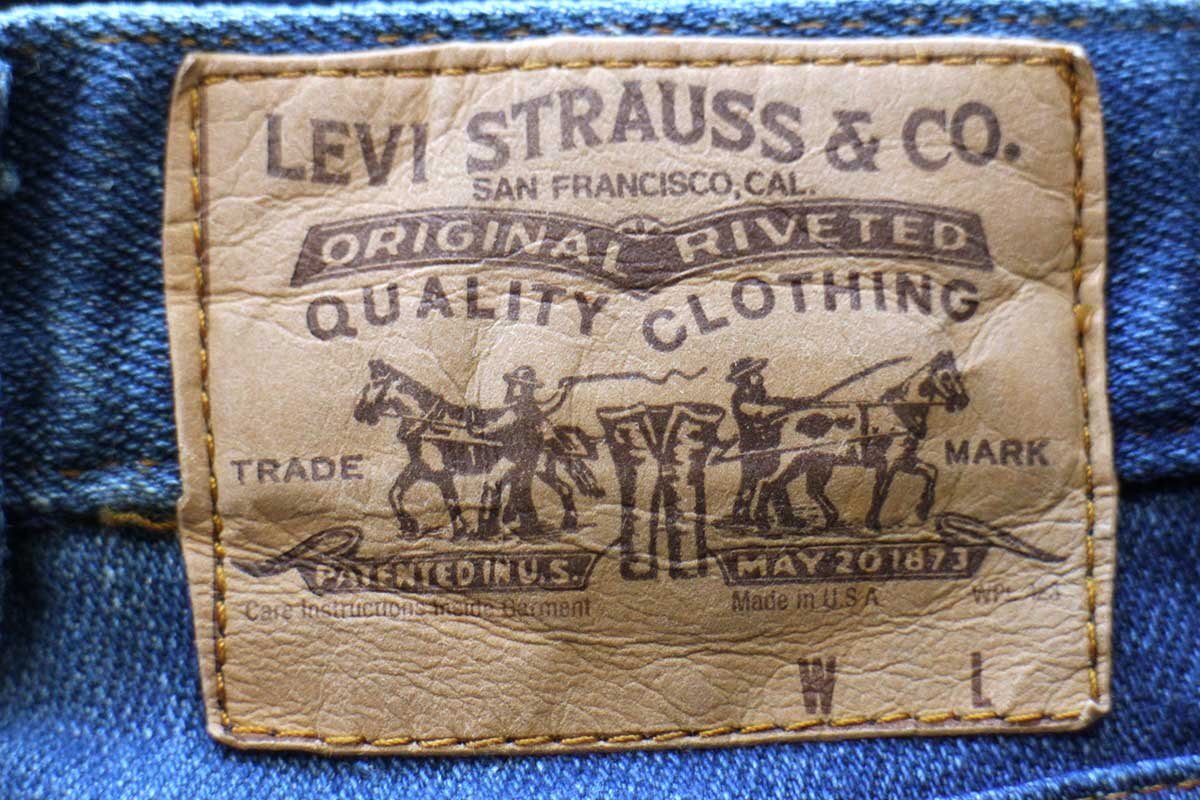 LEVI STRAUSS & CO.
SAN FRANCISCO, CAL.
ORIGINAL RIVETED
QUALITY CLOTHING
TRADE MARK
PATENTED IN U.S. MAY 20 1873
Care Instructions Inside Garment Made in U.S.A
W L